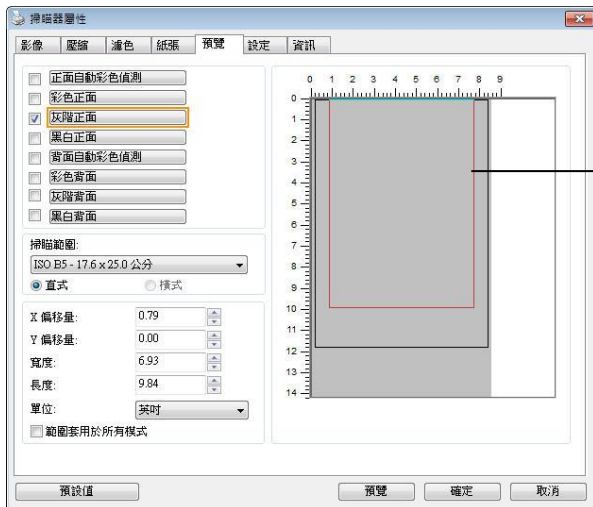 掃瞄器屬性
影像 壓縮 濾色 紙張 預覽 設定 資訊
正面自動彩色偵測
彩色正面
灰階正面
黑白正面
背面自動彩色偵測
彩色背面
灰階背面
黑白背面
掃瞄範圍:
ISO B5 - 17.6 x 25.0 公分
直式 橫式
X 偏移量: 0.79
Y 偏移量: 0.00
寬度: 6.93
長度: 9.84
單位: 英吋
範圍套用於所有模式
0 1 2 3 4 5 6 7 8 9
0
1
2
3
4
5
6
7
8
9
10
11
12
13
14
預設值 預覽 確定 取消